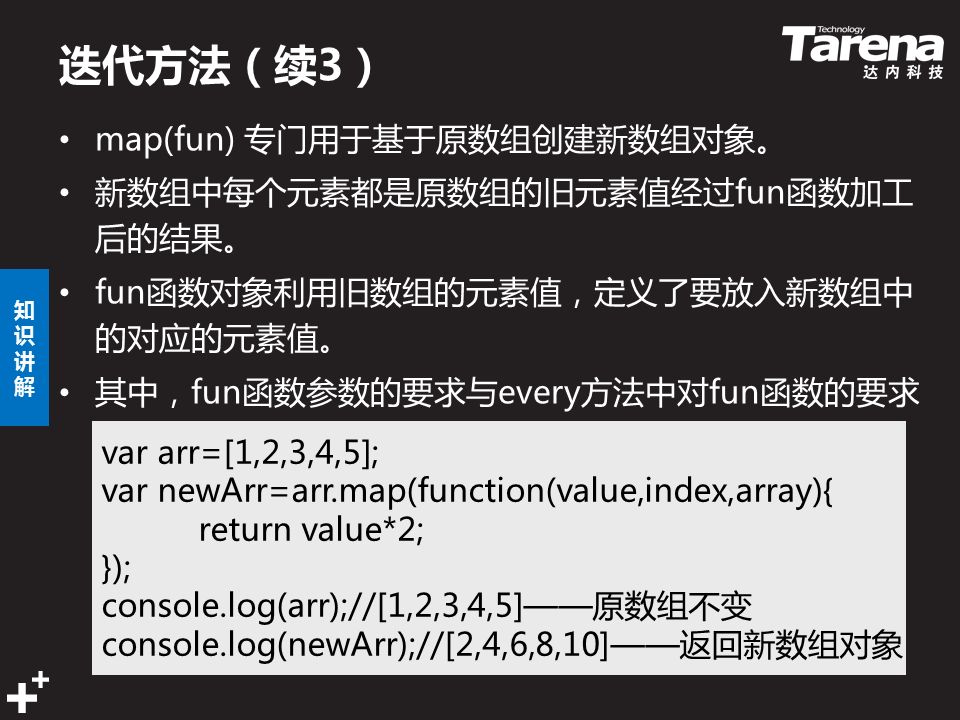 迭代方法（续3）
Technology
Tarena
达内科技
• map(fun) 专门用于基于原数组创建新数组对象。
• 新数组中每个元素都是原数组的旧元素值经过fun函数加工
后的结果。
• fun函数对象利用旧数组的元素值，定义了要放入新数组中
的对应的元素值。
• 其中，fun函数参数的要求与every方法中对fun函数的要求
知
识
讲
解
var arr=[1,2,3,4,5];
var newArr=arr.map(function(value,index,array){
return value*2;
});
console.log(arr);//[1,2,3,4,5]——原数组不变
console.log(newArr);//[2,4,6,8,10]——返回新数组对象